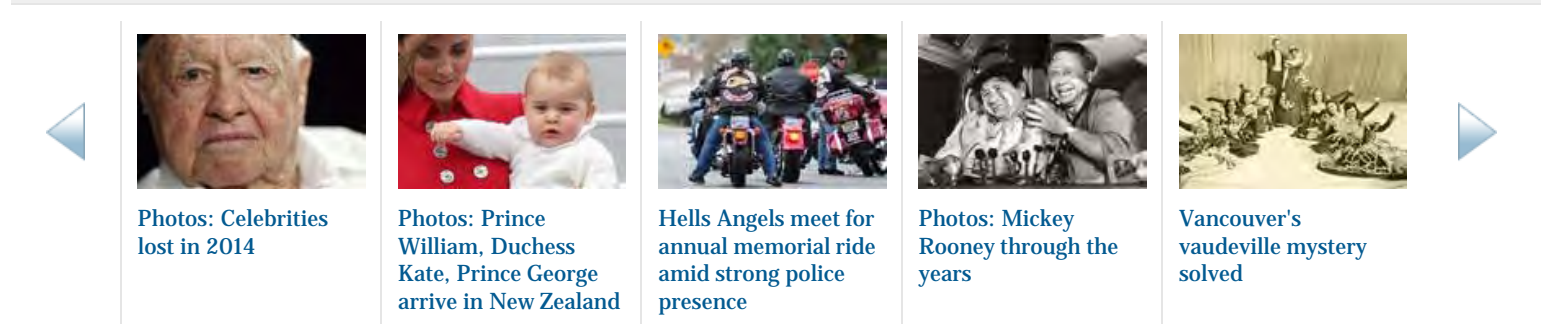 Photos: Celebrities
lost in 2014
Photos: Prince
William, Duchess
Kate, Prince George
arrive in New Zealand
Hells Angels meet for
annual memorial ride
amid strong police
presence
Photos: Mickey
Rooney through the
years
Vancouver's
vaudeville mystery
solved